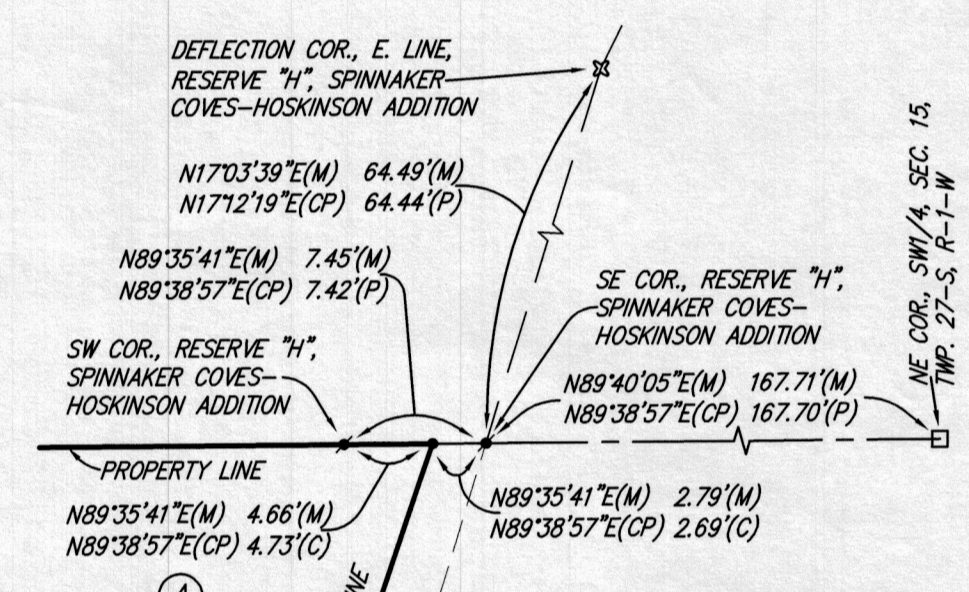 DEFLECTION COR., E. LINE,
RESERVE "H", SPINNAKER
COVES-HOSKINSON ADDITION
N17°03'39"E(M) 64.49'(M)
N17°12'19"E(CP) 64.44'(P)
N89°35'41"E(M) 7.45'(M)
N89°38'57"E(CP) 7.42'(P)
SE COR., RESERVE "H",
SPINNAKER COVES-
HOSKINSON ADDITION
NE COR., SW1/4, SEC. 15,
TWP. 27-S, R-1-W
SW COR., RESERVE "H",
SPINNAKER COVES-
HOSKINSON ADDITION
N89°40'05"E(M) 167.71'(M)
N89°38'57"E(CP) 167.70'(P)
PROPERTY LINE
N89°35'41"E(M) 4.66'(M)
N89°38'57"E(CP) 4.73'(C)
N89°35'41"E(M) 2.79'(M)
N89°38'57"E(CP) 2.69'(C)